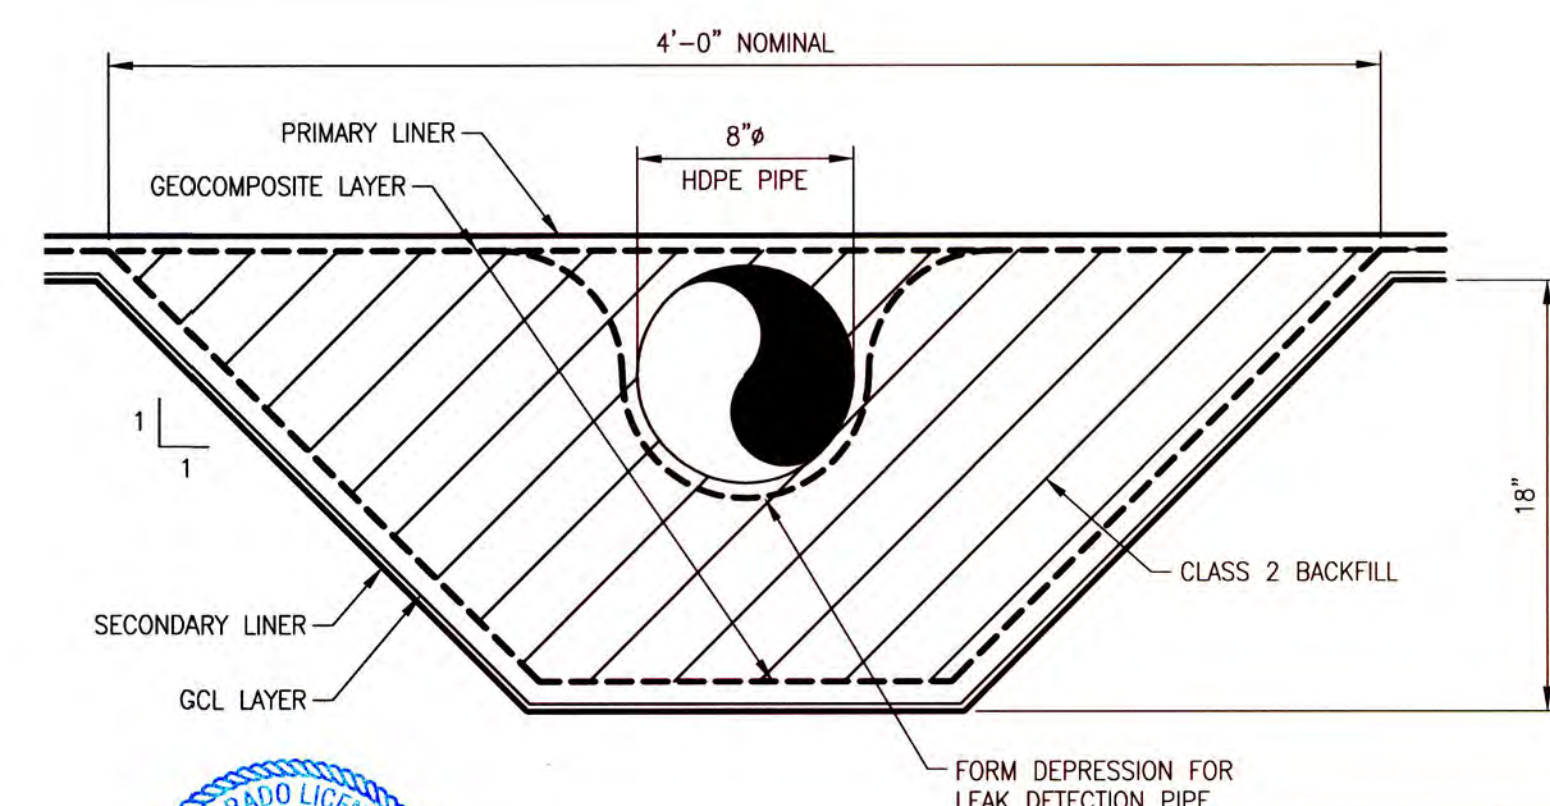 4'-0" NOMINAL
PRIMARY LINER
8"ø
GEOCOMPOSITE LAYER
HDPE PIPE
1
1
18"
CLASS 2 BACKFILL
SECONDARY LINER
GCL LAYER
FORM DEPRESSION FOR
LEAK DETECTION PIPE